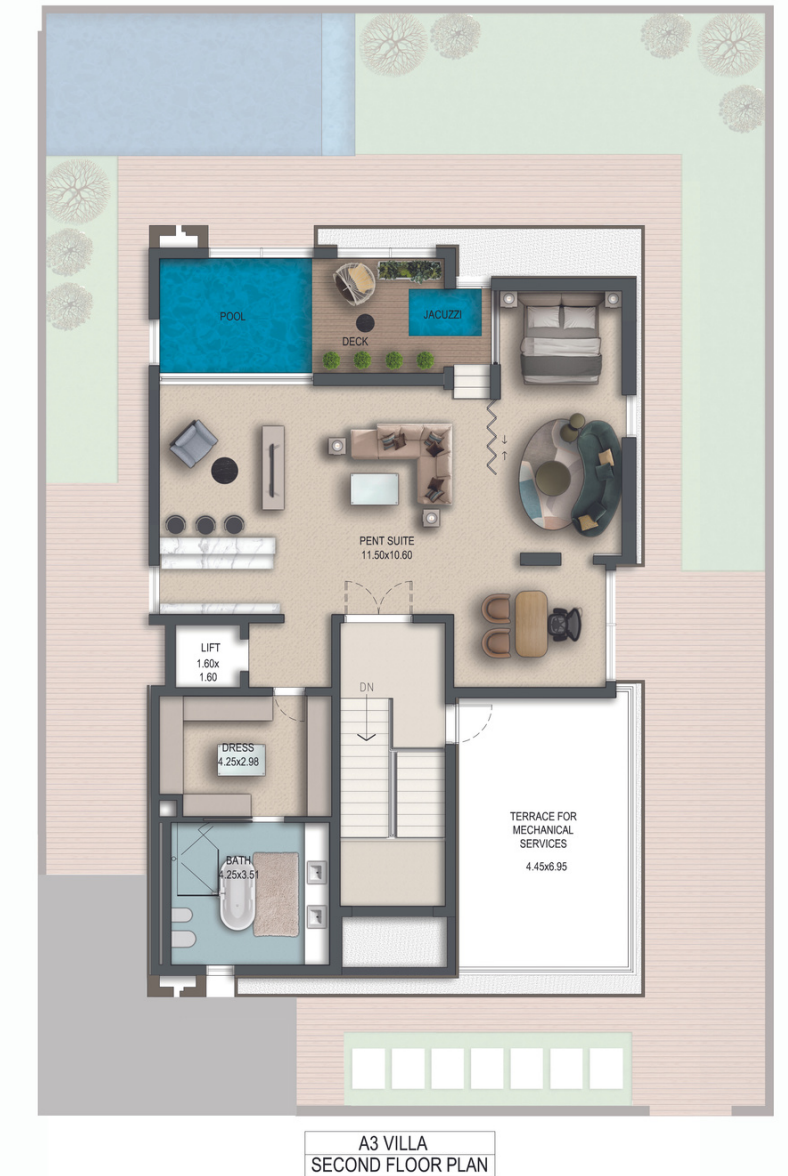 POOL
JACUZZI
DECK
PENT SUITE
11.50x10.60
LIFT
1.60x
1.60
DN
DRESS
4.25x2.98
TERRACE FOR
MECHANICAL
SERVICES
4.45x6.95
BATH
4.25x3.51
A3 VILLA
SECOND FLOOR PLAN